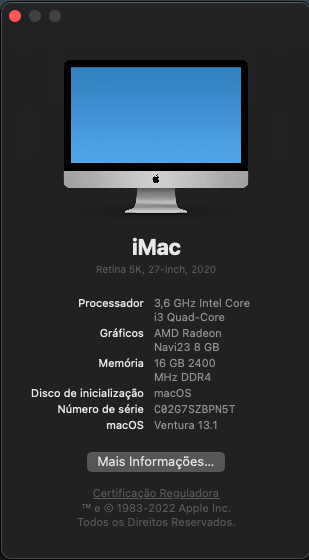 iMac
Retina 5K, 27-inch, 2020
Processador 3,6 GHz Intel Core
i3 Quad-Core
Gráficos AMD Radeon
Navi23 8 GB
Memória 16 GB 2400
MHz DDR4
Disco de inicialização macOS
Número de série C02G7SZBPN5T
macOS Ventura 13.1
Mais Informações...
Certificação Reguladora
™ e © 1983-2022 Apple Inc.
Todos os Direitos Reservados.